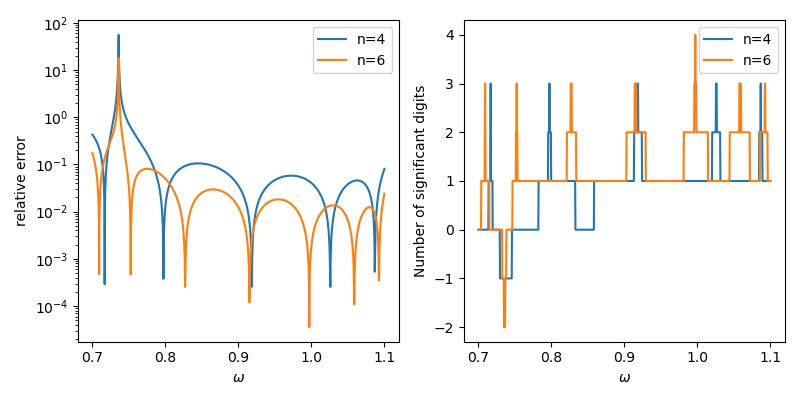 relative error
10²
10¹
10⁰
10⁻¹
10⁻²
10⁻³
10⁻⁴
n=4
n=6
0.7 0.8 0.9 1.0 1.1
ω
Number of significant digits
4
3
2
1
0
−1
−2
n=4
n=6
0.7 0.8 0.9 1.0 1.1
ω